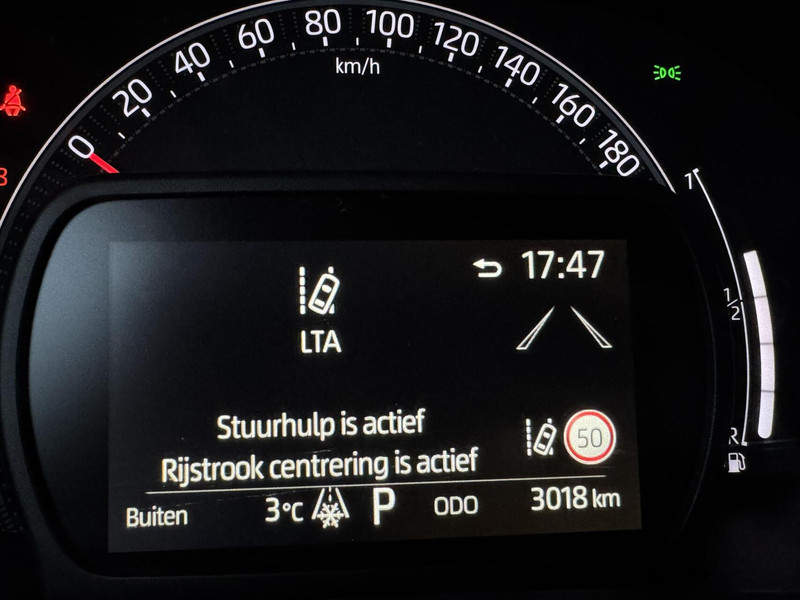 0 20 40 60 80 100 120 140 160 180
km/h
17:47
LTA
Stuurhulp is actief
Rijstrook centrering is actief
50
Buiten 3°C P ODO 3018 km
1
1/2
R